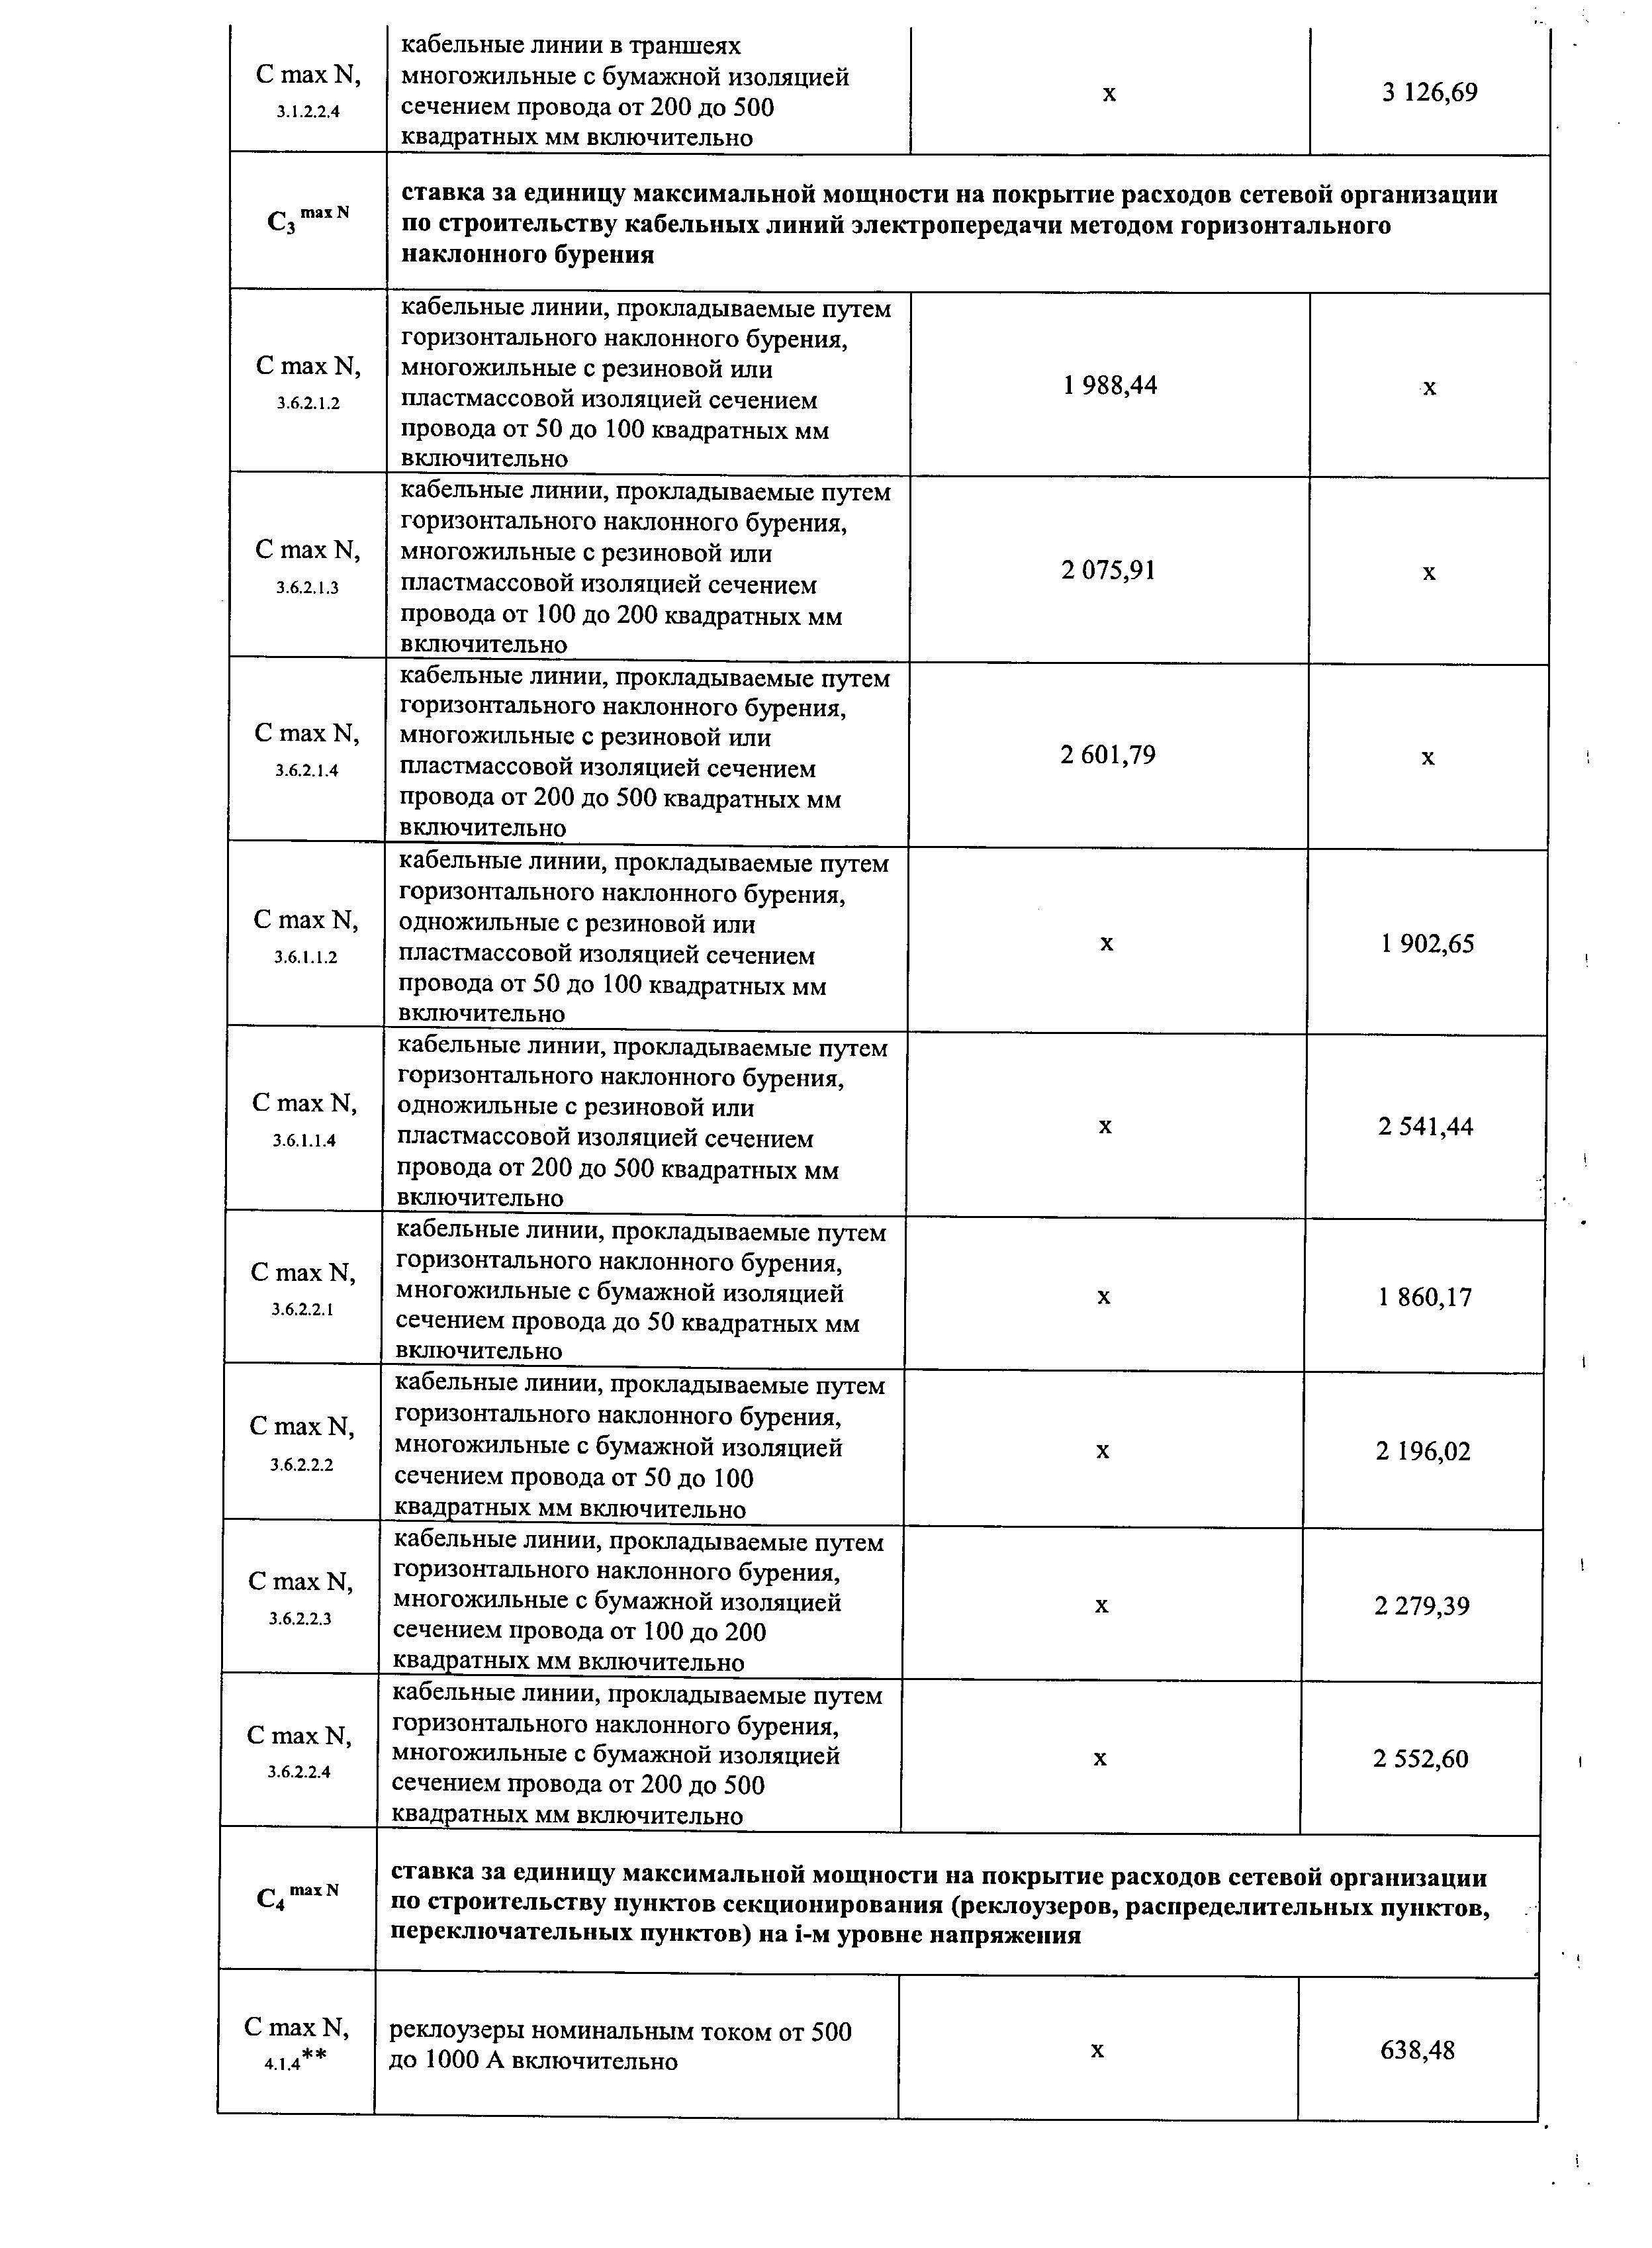 кабельные линии в траншеях
C max N, многожильные с бумажной изоляцией
3.1.2.2.4 сечением провода от 200 до 500 х 3 126,69
квадратных мм включительно
C3 max N ставка за единицу максимальной мощности на покрытие расходов сетевой организации
по строительству кабельных линий электропередачи методом горизонтального
наклонного бурения
кабельные линии, прокладываемые путем
горизонтального наклонного бурения,
C max N, многожильные с резиновой или
3.6.2.1.2 пластмассовой изоляцией сечением 1 988,44 х
провода от 50 до 100 квадратных мм
включительно
кабельные линии, прокладываемые путем
горизонтального наклонного бурения,
C max N, многожильные с резиновой или
3.6.2.1.3 пластмассовой изоляцией сечением 2 075,91 х
провода от 100 до 200 квадратных мм
включительно
кабельные линии, прокладываемые путем
горизонтального наклонного бурения,
C max N, многожильные с резиновой или
3.6.2.1.4 пластмассовой изоляцией сечением 2 601,79 х
провода от 200 до 500 квадратных мм
включительно
кабельные линии, прокладываемые путем
горизонтального наклонного бурения,
C max N, одножильные с резиновой или
3.6.1.1.2 пластмассовой изоляцией сечением х 1 902,65
провода от 50 до 100 квадратных мм
включительно
кабельные линии, прокладываемые путем
горизонтального наклонного бурения,
C max N, одножильные с резиновой или
3.6.1.1.4 пластмассовой изоляцией сечением х 2 541,44
провода от 200 до 500 квадратных мм
включительно
кабельные линии, прокладываемые путем
горизонтального наклонного бурения,
C max N, многожильные с бумажной изоляцией х 1 860,17
3.6.2.2.1 сечением провода до 50 квадратных мм
включительно
кабельные линии, прокладываемые путем
горизонтального наклонного бурения,
C max N, многожильные с бумажной изоляцией х 2 196,02
3.6.2.2.2 сечением провода от 50 до 100
квадратных мм включительно
кабельные линии, прокладываемые путем
горизонтального наклонного бурения,
C max N, многожильные с бумажной изоляцией х 2 279,39
3.6.2.2.3 сечением провода от 100 до 200
квадратных мм включительно
кабельные линии, прокладываемые путем
горизонтального наклонного бурения,
C max N, многожильные с бумажной изоляцией х 2 552,60
3.6.2.2.4 сечением провода от 200 до 500
квадратных мм включительно
C4 max N ставка за единицу максимальной мощности на покрытие расходов сетевой организации
по строительству пунктов секционирования (реклоузеров, распределительных пунктов,
переключательных пунктов) на i-м уровне напряжения
C max N, реклоузеры номинальным током от 500 х 638,48
4.1.4** до 1000 А включительно